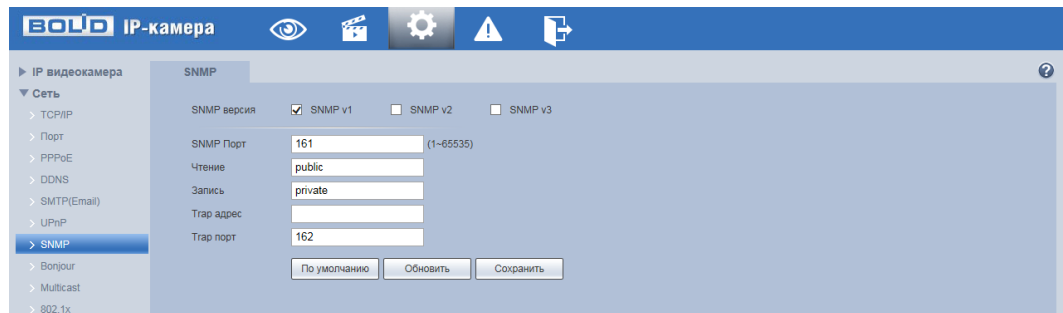 BOLID IP-камера
IP видеокамера
Сеть
TCP/IP
Порт
PPPoE
DDNS
SMTP(Email)
UPnP
SNMP
Bonjour
Multicast
802.1x
SNMP
SNMP версия SNMP v1 SNMP v2 SNMP v3
SNMP Порт 161 (1~65535)
Чтение public
Запись private
Trap адрес
Trap порт 162
По умолчанию Обновить Сохранить